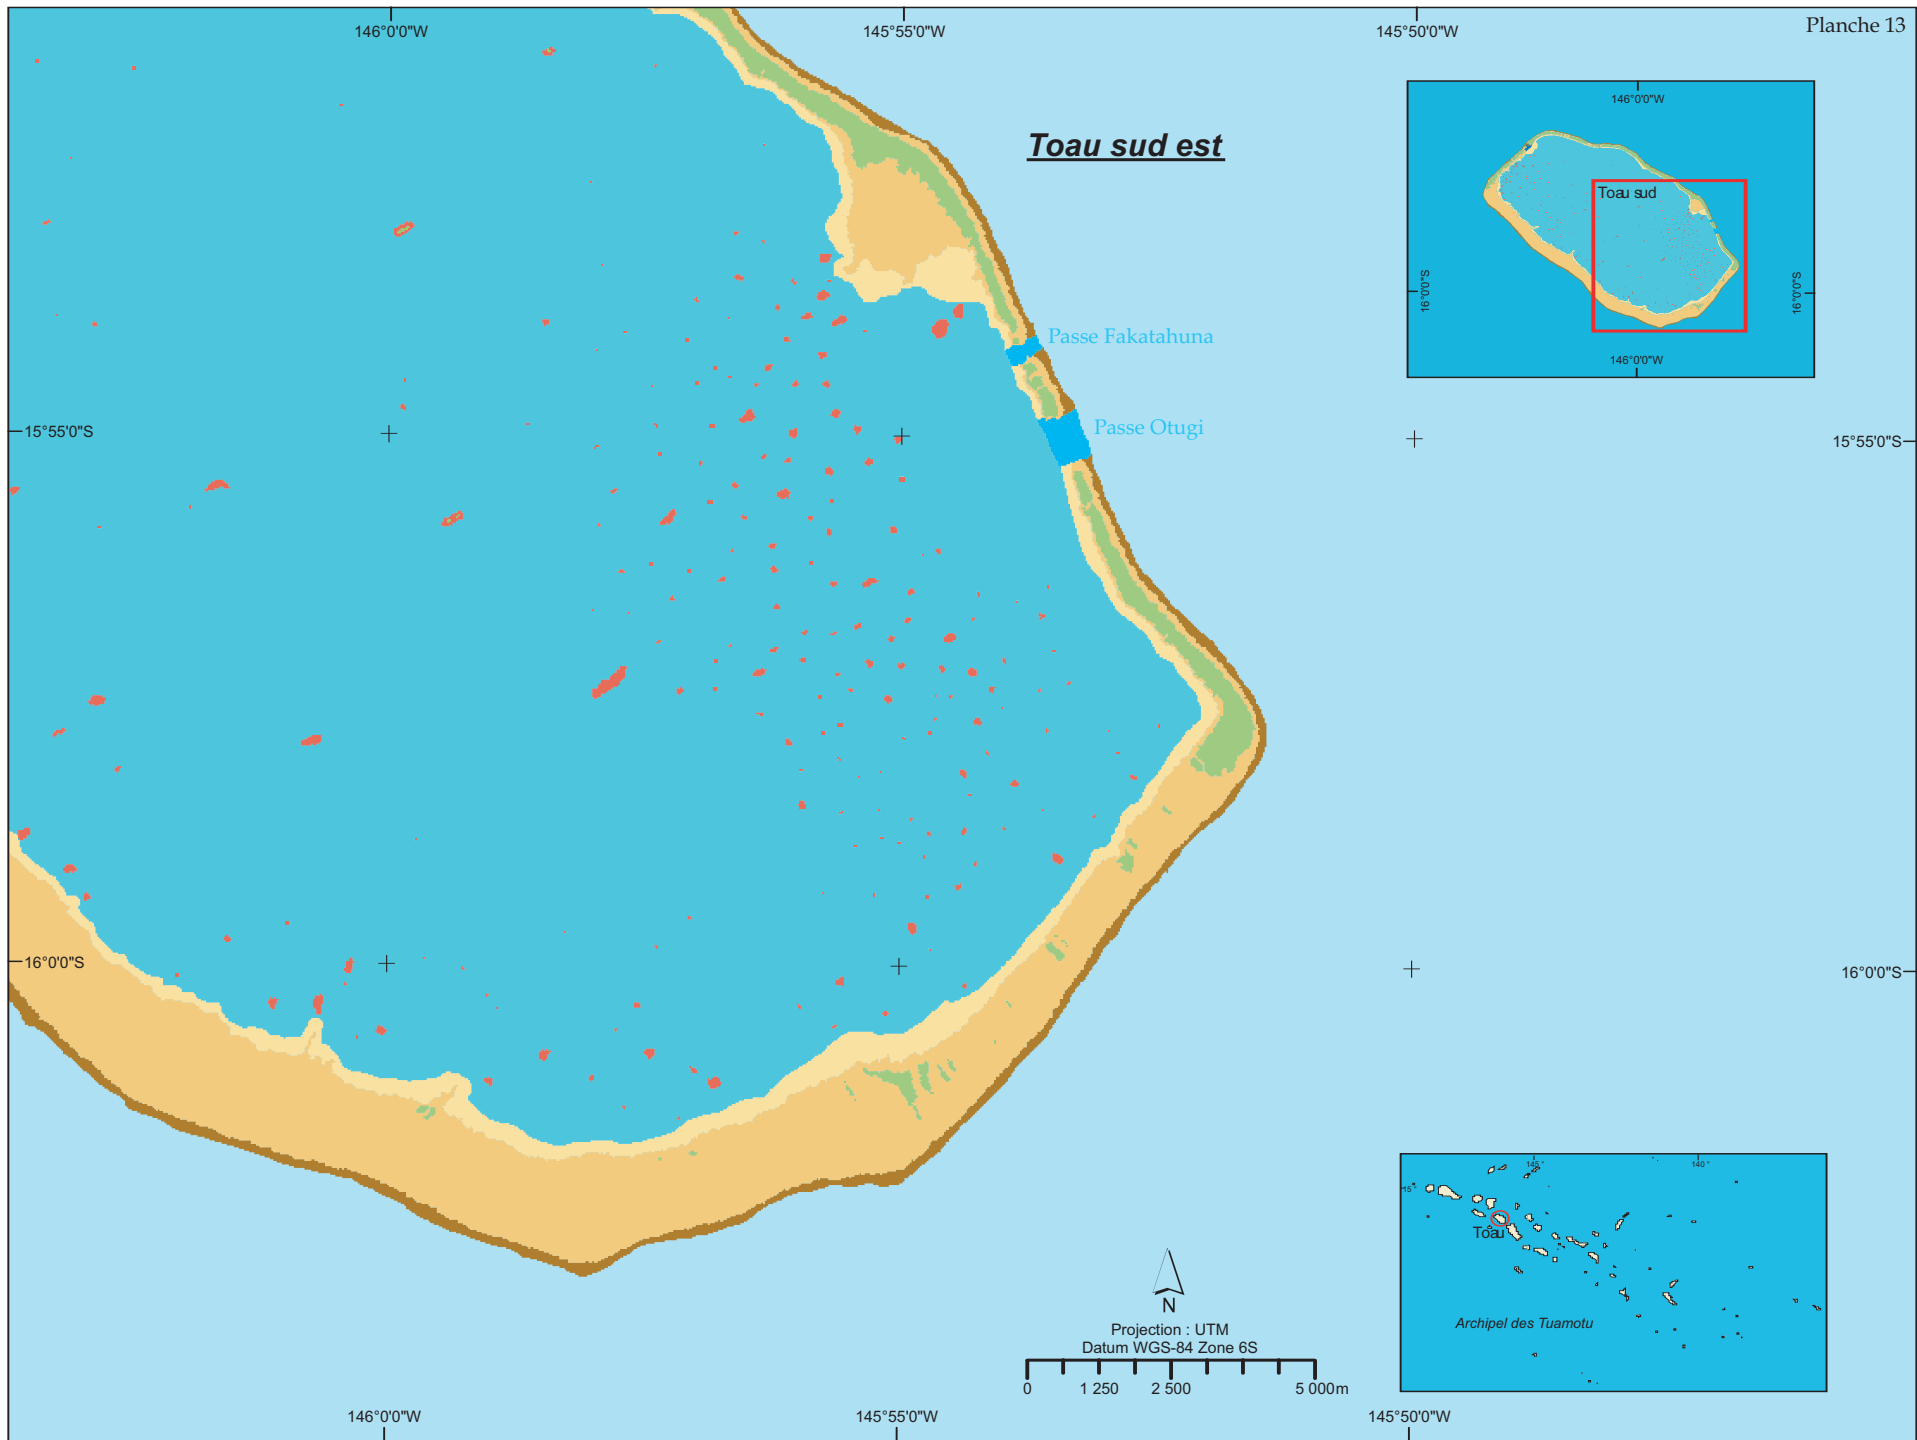 146°0'0"W
145°55'0"W
145°50'0"W
Planche 13
Toau sud est
146°0'0"W
Toau sud
16°0'0"S
16°0'0"S
146°0'0"W
Passe Fakatahuna
Passe Otugi
15°55'0"S
15°55'0"S
16°0'0"S
16°0'0"S
145°
140°
15°
Toau
Archipel des Tuamotu
N
Projection : UTM
Datum WGS-84 Zone 6S
0 1 250 2 500 5 000m
146°0'0"W
145°55'0"W
145°50'0"W